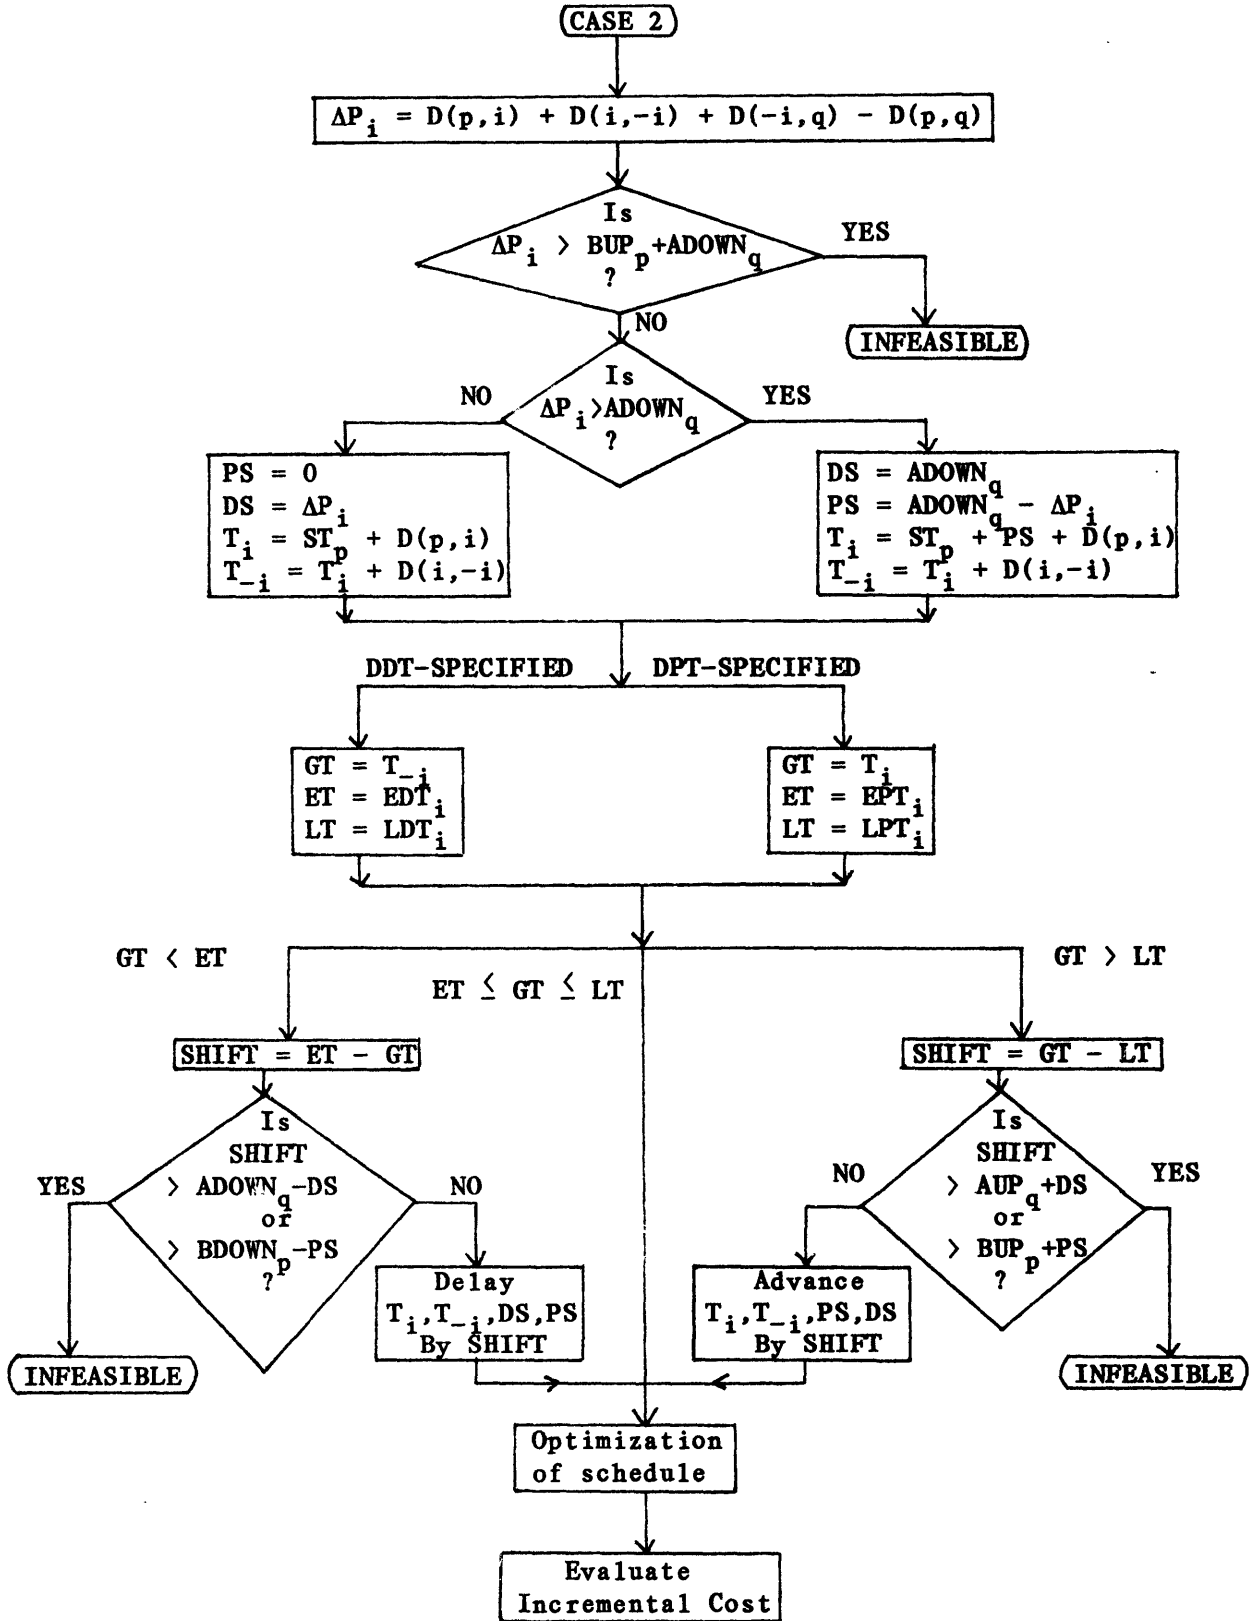 CASE 2
ΔP_i = D(p,i) + D(i,-i) + D(-i,q) - D(p,q)
Is
ΔP_i > BUP_p+ADOWN_q
?
YES
NO
INFEASIBLE
Is
ΔP_i>ADOWN_q
?
NO
YES
PS = 0
DS = ΔP_i
T_i = ST_p + D(p,i)
T_-i = T_i + D(i,-i)
DS = ADOWN_q
PS = ADOWN_q - ΔP_i
T_i = ST_p + PS + D(p,i)
T_-i = T_i + D(i,-i)
DDT-SPECIFIED
DPT-SPECIFIED
GT = T_-i
ET = EDT_i
LT = LDT_i
GT = T_i
ET = EPT_i
LT = LPT_i
GT < ET
ET ≤ GT ≤ LT
GT > LT
SHIFT = ET - GT
SHIFT = GT - LT
Is
SHIFT
> ADOWN_q-DS
or
> BDOWN_p-PS
?
YES
NO
Is
SHIFT
> AUP_q+DS
or
> BUP_p+PS
?
NO
YES
Delay
T_i,T_-i,DS,PS
By SHIFT
Advance
T_i,T_-i,PS,DS
By SHIFT
INFEASIBLE
INFEASIBLE
Optimization
of schedule
Evaluate
Incremental Cost